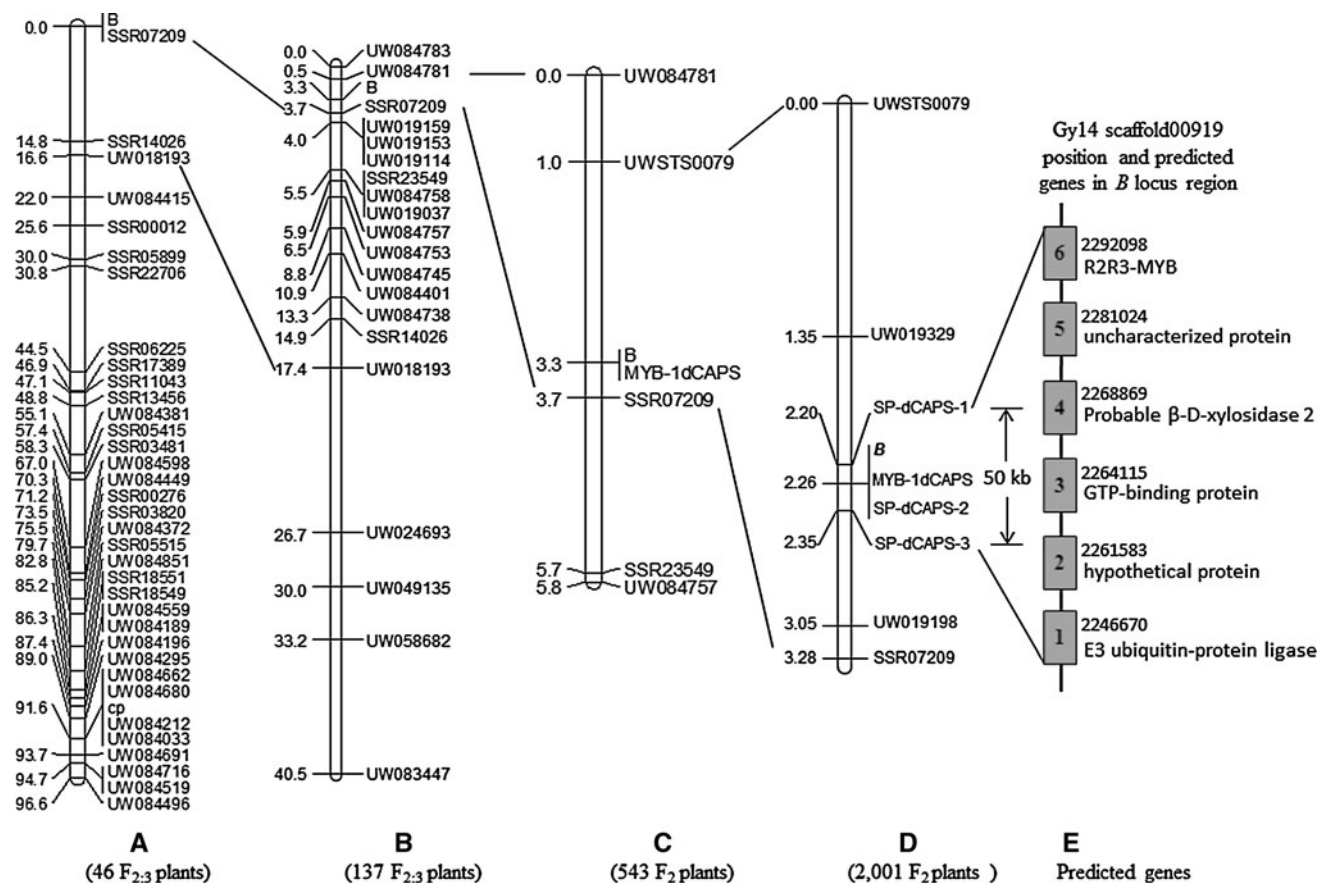 0.0
B
SSR07209
14.8
SSR14026
16.6
UW018193
22.0
UW084415
25.6
SSR00012
30.0
SSR05899
30.8
SSR22706
44.5
SSR06225
46.9
SSR17389
47.1
SSR11043
48.8
SSR13456
55.1
UW084381
57.4
SSR05415
58.3
SSR03481
67.0
UW084598
70.3
UW084449
71.2
SSR00276
73.5
SSR03820
75.5
UW084372
79.7
SSR05515
82.8
UW084851
SSR18551
85.2
SSR18549
UW084559
86.3
UW084189
87.4
UW084196
89.0
UW084295
UW084662
UW084680
91.6
cp
UW084212
UW084033
93.7
UW084691
UW084716
94.7
UW084519
96.6
UW084496
A
(46 F2:3 plants)
0.0
UW084783
0.5
UW084781
3.3
B
3.7
SSR07209
4.0
UW019159
UW019153
UW019114
5.5
SSR23549
UW084758
UW019037
5.9
UW084757
6.5
UW084753
8.8
UW084745
10.9
UW084401
13.3
UW084738
14.9
SSR14026
17.4
UW018193
26.7
UW024693
30.0
UW049135
33.2
UW058682
40.5
UW083447
B
(137 F2:3 plants)
0.0
UW084781
1.0
UWSTS0079
3.3
B
MYB-1dCAPS
3.7
SSR07209
5.7
SSR23549
5.8
UW084757
C
(543 F2 plants)
0.00
UWSTS0079
1.35
UW019329
2.20
SP-dCAPS-1
B
2.26
MYB-1dCAPS
SP-dCAPS-2
2.35
SP-dCAPS-3
50 kb
3.05
UW019198
3.28
SSR07209
D
(2,001 F2 plants )
Gy14 scaffold00919
position and predicted
genes in B locus region
6
2292098
R2R3-MYB
5
2281024
uncharacterized protein
4
2268869
Probable β-D-xylosidase 2
3
2264115
GTP-binding protein
2
2261583
hypothetical protein
1
2246670
E3 ubiquitin-protein ligase
E
Predicted genes